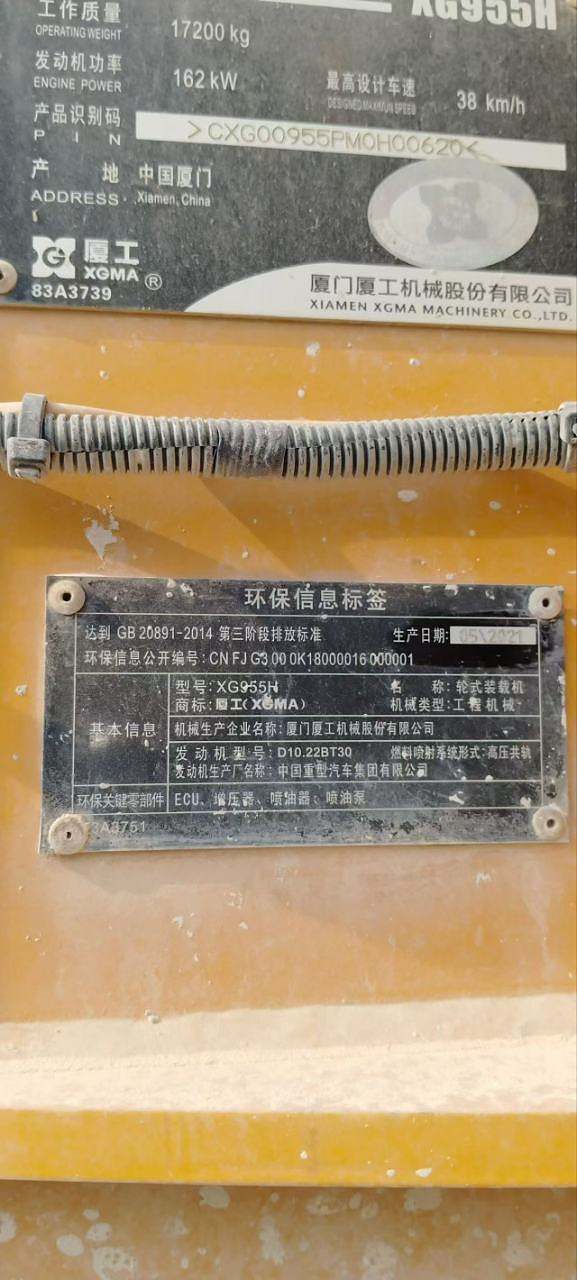 XG955H
工作质量 17200 kg
OPERATING WEIGHT
发动机功率 162 kW 最高设计车速 38 km/h
ENGINE POWER DESIGNED MAXIMUM SPEED
产品识别码 >CXG00955PM0H00620<
P I N
产 地 中国厦门
ADDRESS Xiamen, China
厦工
XGMA ®
83A3739
厦门厦工机械股份有限公司
XIAMEN XGMA MACHINERY CO.,LTD.
环保信息标签
达到 GB 20891-2014 第三阶段排放标准 生产日期: 05\2021
环保信息公开编号: CN FJ G3 00 0K18000016 000001
基本信息
型号: XG955H 名 称: 轮式装载机
商标: 厦工(XGMA) 机械类型: 工程机械
机械生产企业名称: 厦门厦工机械股份有限公司
发动机型号: D10.22BT30 燃料喷射系统形式: 高压共轨
发动机生产厂名称: 中国重型汽车集团有限公司
环保关键零部件 ECU、增压器、喷油器、喷油泵
3A3751